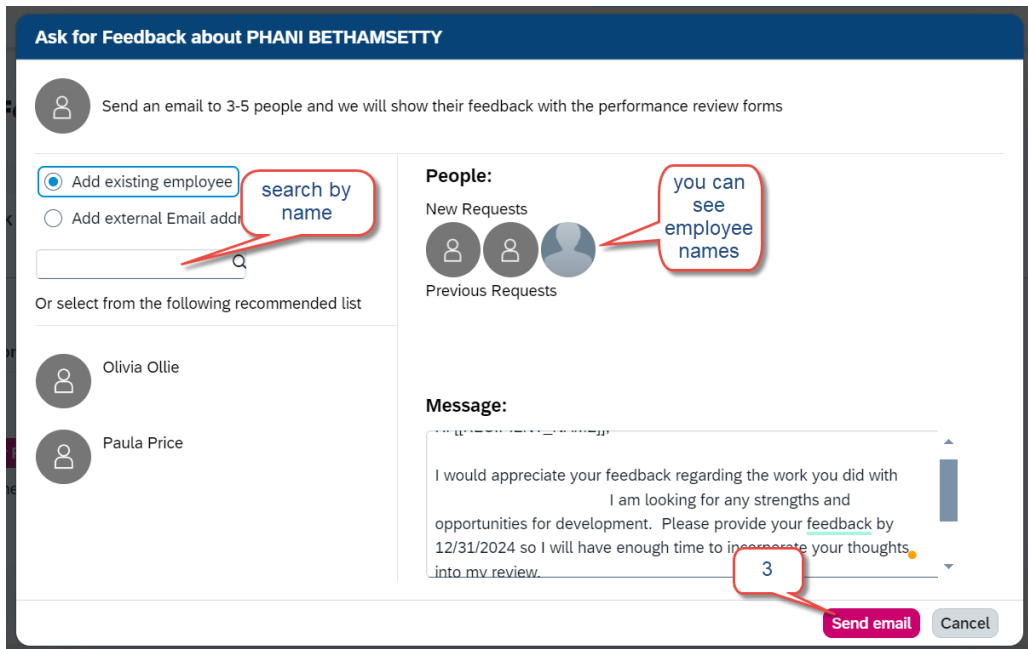 Ask for Feedback about PHANI BETHAMSETTY
Send an email to 3-5 people and we will show their feedback with the performance review forms
Add existing employee
Add external Email addr
search by
name
Or select from the following recommended list
Olivia Ollie
Paula Price
People:
New Requests
you can
see
employee
names
Previous Requests
Message:
I would appreciate your feedback regarding the work you did with
I am looking for any strengths and
opportunities for development. Please provide your feedback by
12/31/2024 so I will have enough time to incorporate your thoughts
into my review.
3
Send email
Cancel